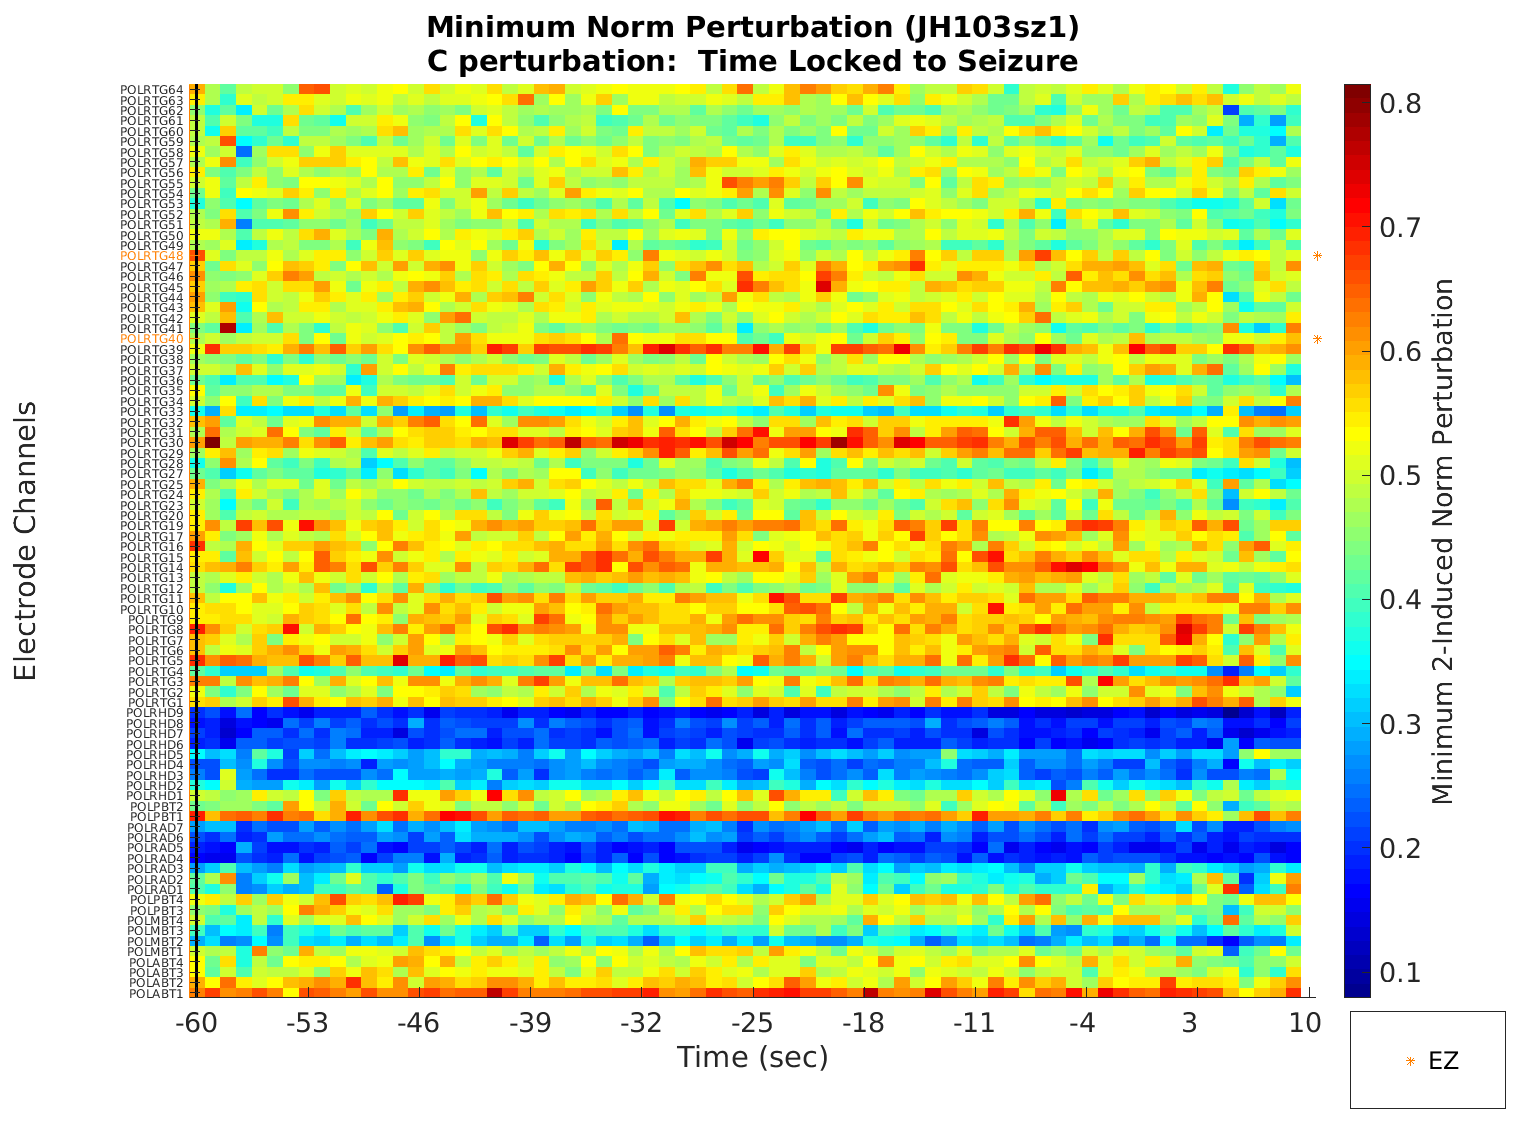 Minimum Norm Perturbation (JH103sz1)
C perturbation:  Time Locked to Seizure
Electrode Channels
POLRTG64
POLRTG63
POLRTG62
POLRTG61
POLRTG60
POLRTG59
POLRTG58
POLRTG57
POLRTG56
POLRTG55
POLRTG54
POLRTG53
POLRTG52
POLRTG51
POLRTG50
POLRTG49
POLRTG48
POLRTG47
POLRTG46
POLRTG45
POLRTG44
POLRTG43
POLRTG42
POLRTG41
POLRTG40
POLRTG39
POLRTG38
POLRTG37
POLRTG36
POLRTG35
POLRTG34
POLRTG33
POLRTG32
POLRTG31
POLRTG30
POLRTG29
POLRTG28
POLRTG27
POLRTG25
POLRTG24
POLRTG23
POLRTG20
POLRTG19
POLRTG17
POLRTG16
POLRTG15
POLRTG14
POLRTG13
POLRTG12
POLRTG11
POLRTG10
POLRTG9
POLRTG8
POLRTG7
POLRTG6
POLRTG5
POLRTG4
POLRTG3
POLRTG2
POLRTG1
POLRHD9
POLRHD8
POLRHD7
POLRHD6
POLRHD5
POLRHD4
POLRHD3
POLRHD2
POLRHD1
POLPBT2
POLPBT1
POLRAD7
POLRAD6
POLRAD5
POLRAD4
POLRAD3
POLRAD2
POLRAD1
POLPBT4
POLPBT3
POLMBT4
POLMBT3
POLMBT2
POLMBT1
POLABT4
POLABT3
POLABT2
POLABT1
-60 -53 -46 -39 -32 -25 -18 -11 -4 3 10
Time (sec)
0.8
0.7
0.6
0.5
0.4
0.3
0.2
0.1
Minimum 2-Induced Norm Perturbation
EZ